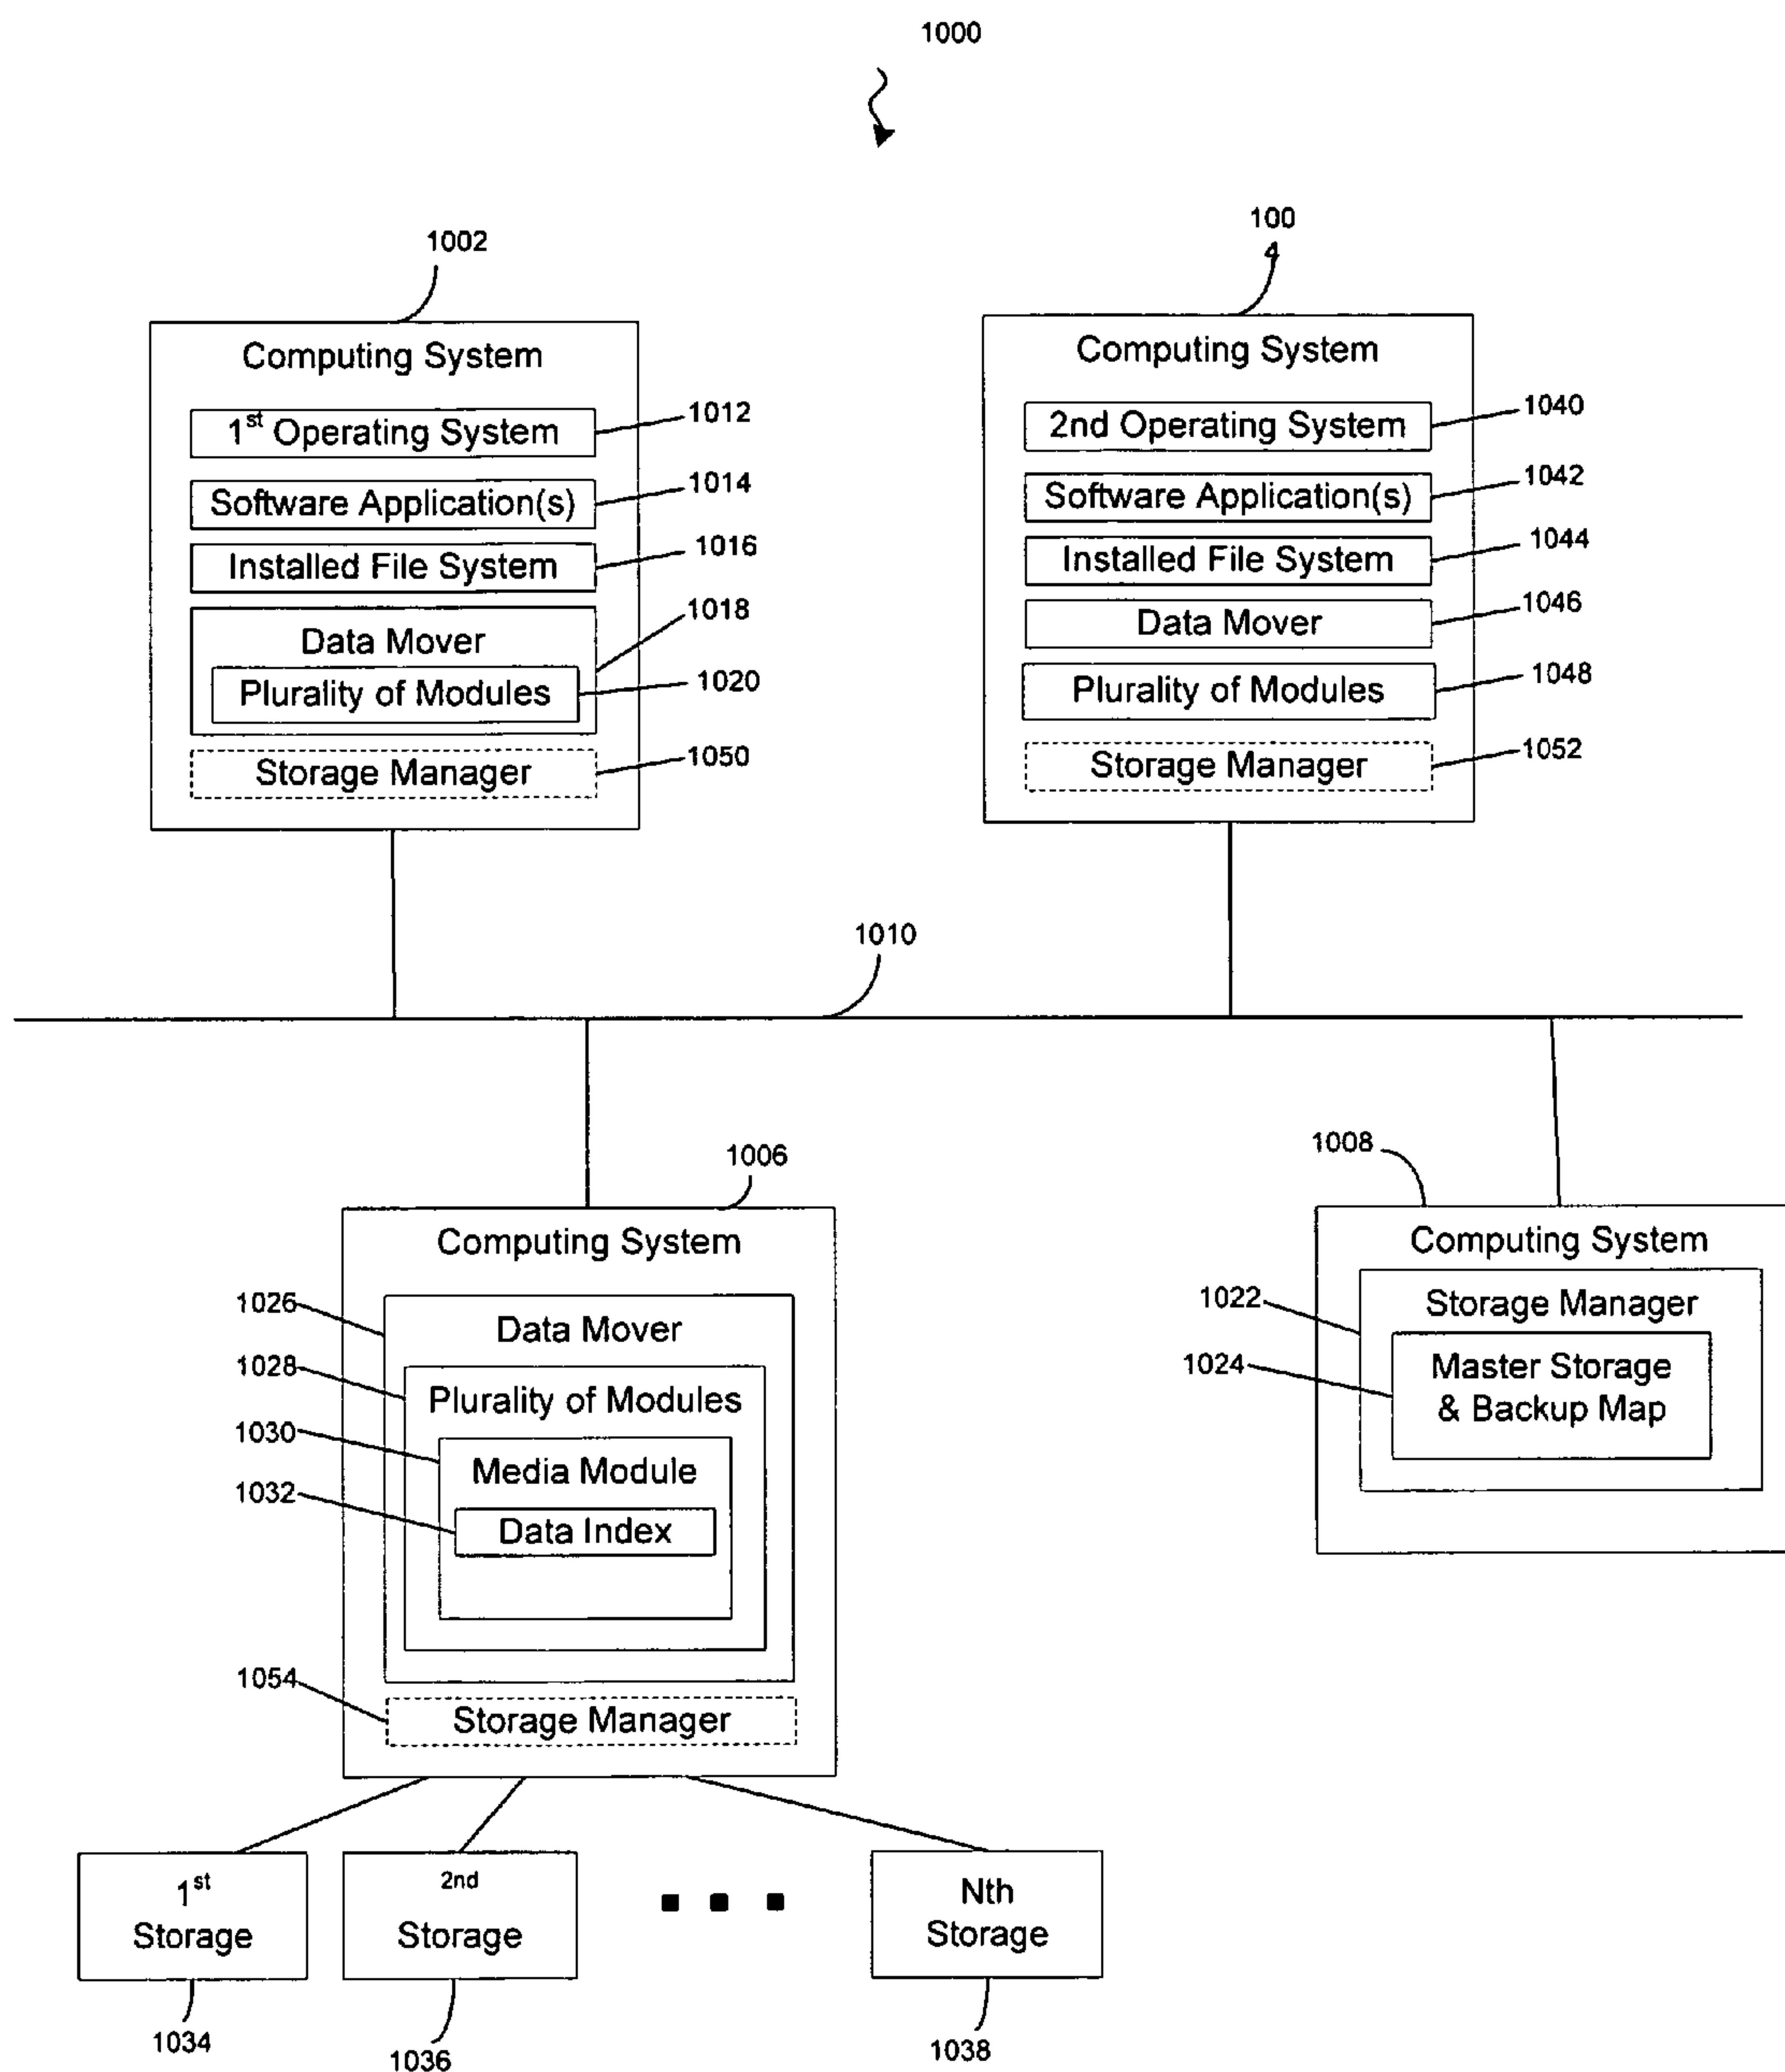 1000
1002
Computing System
1st Operating System
1012
Software Application(s)
1014
Installed File System
1016
Data Mover
1018
Plurality of Modules
1020
Storage Manager
1050
100
4
Computing System
2nd Operating System
1040
Software Application(s)
1042
Installed File System
1044
Data Mover
1046
Plurality of Modules
1048
Storage Manager
1052
1010
1006
Computing System
1026
Data Mover
1028
Plurality of Modules
1030
Media Module
1032
Data Index
1054
Storage Manager
1008
Computing System
1022
Storage Manager
1024
Master Storage
& Backup Map
1st
Storage
1034
2nd
Storage
1036
Nth
Storage
1038